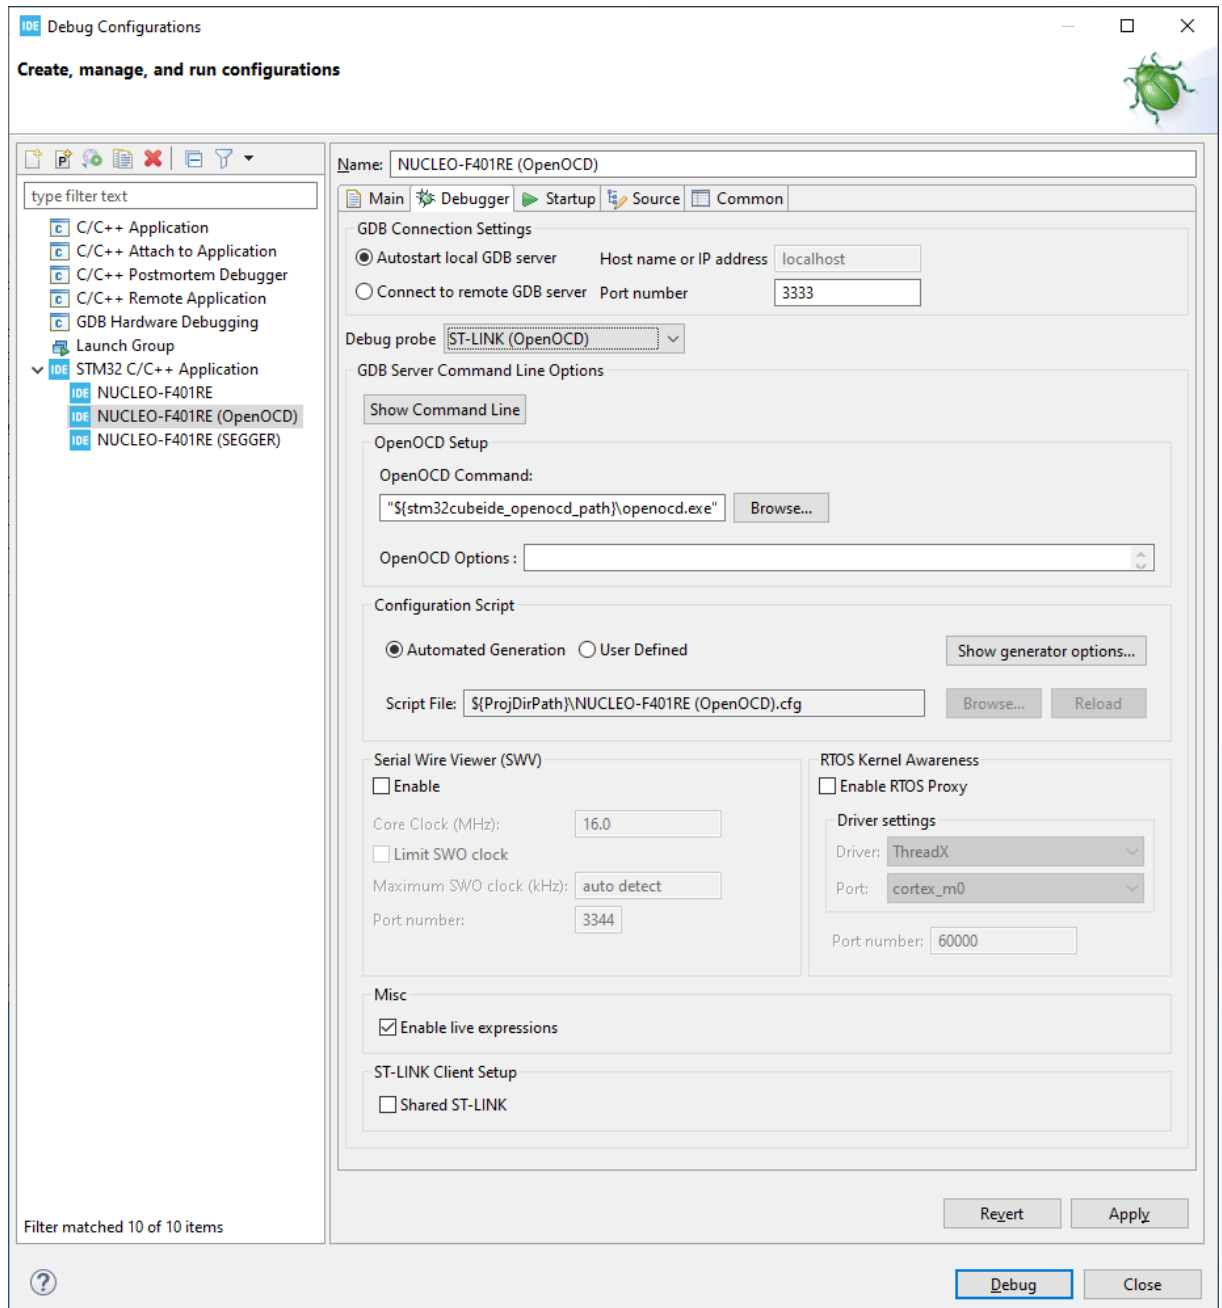 IDE Debug Configurations
Create, manage, and run configurations
type filter text
C/C++ Application
C/C++ Attach to Application
C/C++ Postmortem Debugger
C/C++ Remote Application
GDB Hardware Debugging
Launch Group
IDE STM32 C/C++ Application
IDE NUCLEO-F401RE
IDE NUCLEO-F401RE (OpenOCD)
IDE NUCLEO-F401RE (SEGGER)
Filter matched 10 of 10 items
Name: NUCLEO-F401RE (OpenOCD)
Main Debugger Startup Source Common
GDB Connection Settings
Autostart local GDB server Host name or IP address localhost
Connect to remote GDB server Port number 3333
Debug probe ST-LINK (OpenOCD)
GDB Server Command Line Options
Show Command Line
OpenOCD Setup
OpenOCD Command:
"${stm32cubeide_openocd_path}\openocd.exe" Browse...
OpenOCD Options :
Configuration Script
Automated Generation User Defined Show generator options...
Script File: ${ProjDirPath}\NUCLEO-F401RE (OpenOCD).cfg Browse... Reload
Serial Wire Viewer (SWV)
Enable
Core Clock (MHz): 16.0
Limit SWO clock
Maximum SWO clock (kHz): auto detect
Port number: 3344
RTOS Kernel Awareness
Enable RTOS Proxy
Driver settings
Driver: ThreadX
Port: cortex_m0
Port number: 60000
Misc
Enable live expressions
ST-LINK Client Setup
Shared ST-LINK
Revert Apply
? Debug Close